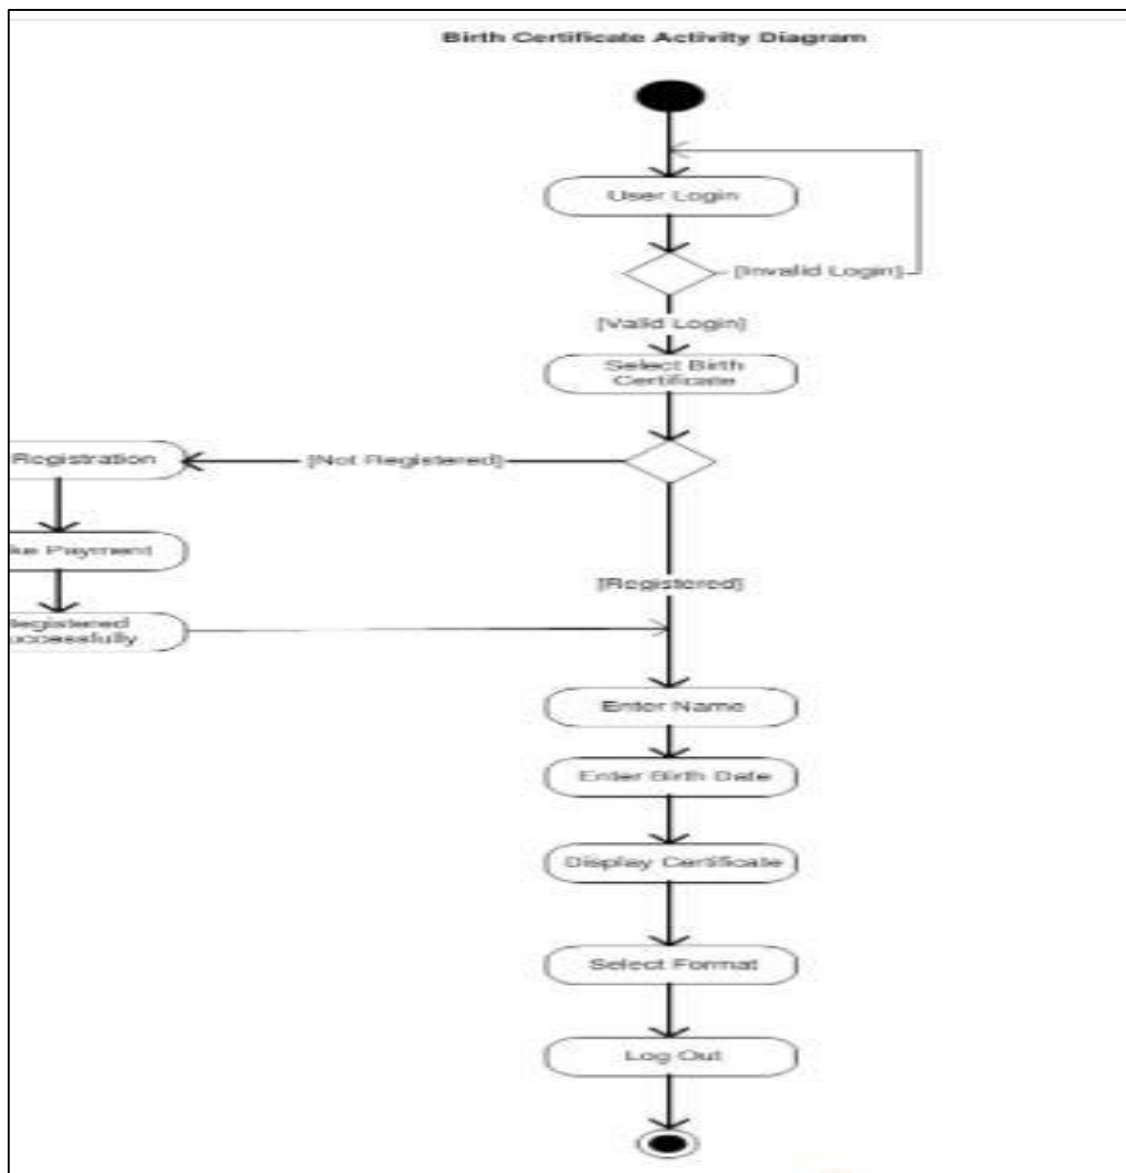 Birth Certificate Activity Diagram
User Login
[Invalid Login]
[Valid Login]
Select Birth
Certificate
Registration
[Not Registered]
Payment
[Registered]
Enter Name
Enter Birth Date
Display Certificate
Select Format
Log Out